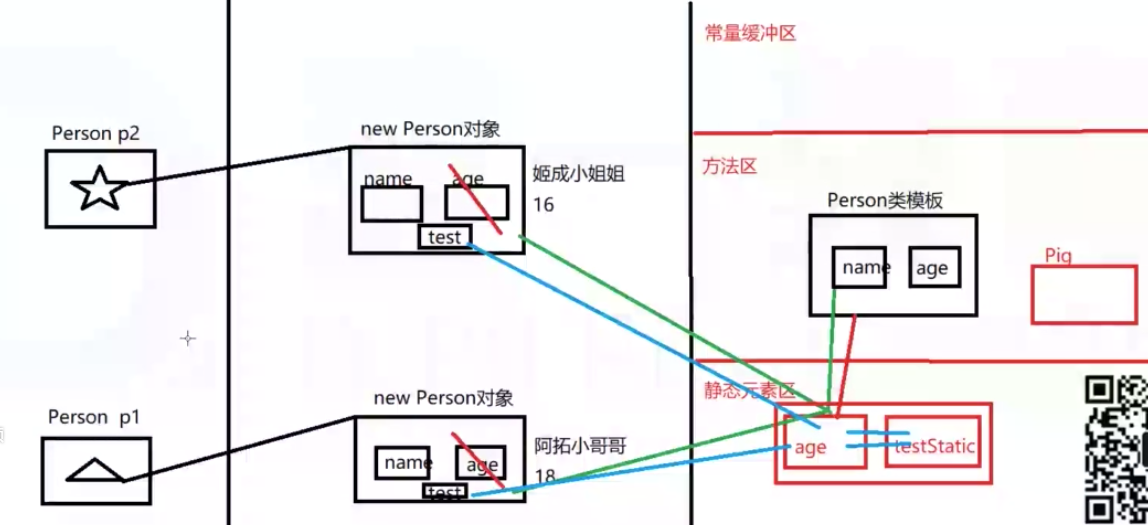 常量缓冲区
Person p2
new Person对象
name
age
test
姬成小姐姐
16
方法区
Person类模板
name
age
Pig
静态元素区
age
testStatic
Person p1
new Person对象
name
age
test
阿拓小哥哥
18